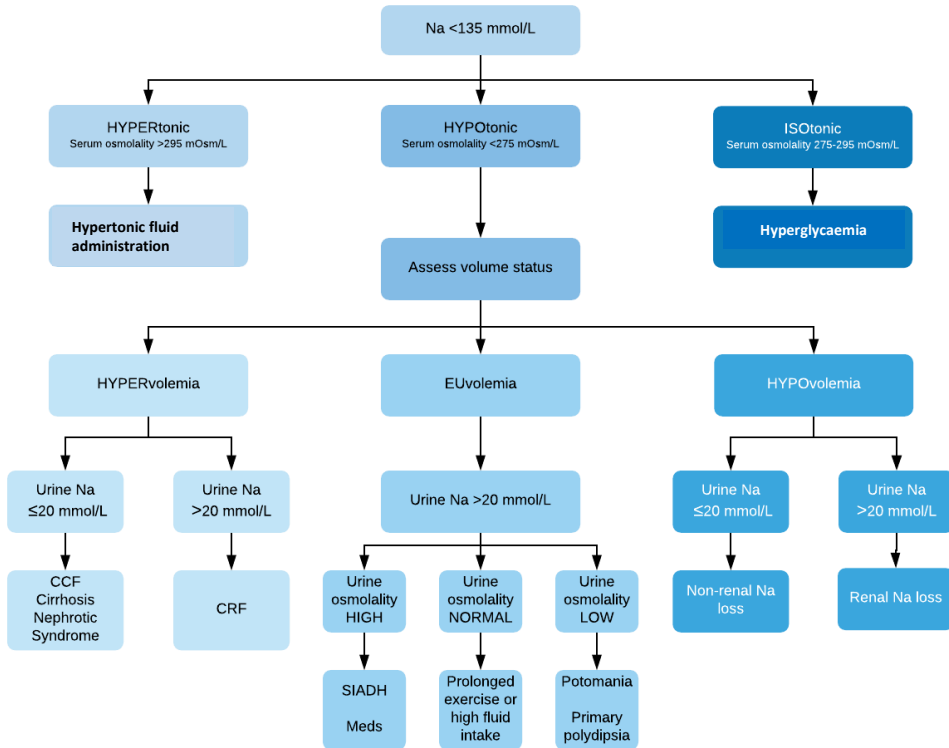 Na <135 mmol/L
HYPERtonic
Serum osmolality >295 mOsm/L
HYPOtonic
Serum osmolality <275 mOsm/L
ISOtonic
Serum osmolality 275-295 mOsm/L
Hypertonic fluid
administration
Hyperglycaemia
Assess volume status
HYPERvolemia
EUvolemia
HYPOvolemia
Urine Na
≤20 mmol/L
Urine Na
>20 mmol/L
Urine Na >20 mmol/L
Urine Na
≤20 mmol/L
Urine Na
>20 mmol/L
CCF
Cirrhosis
Nephrotic
Syndrome
CRF
Urine
osmolality
HIGH
Urine
osmolality
NORMAL
Urine
osmolality
LOW
Non-renal Na
loss
Renal Na loss
SIADH
Meds
Prolonged
exercise or
high fluid
intake
Potomania
Primary
polydipsia